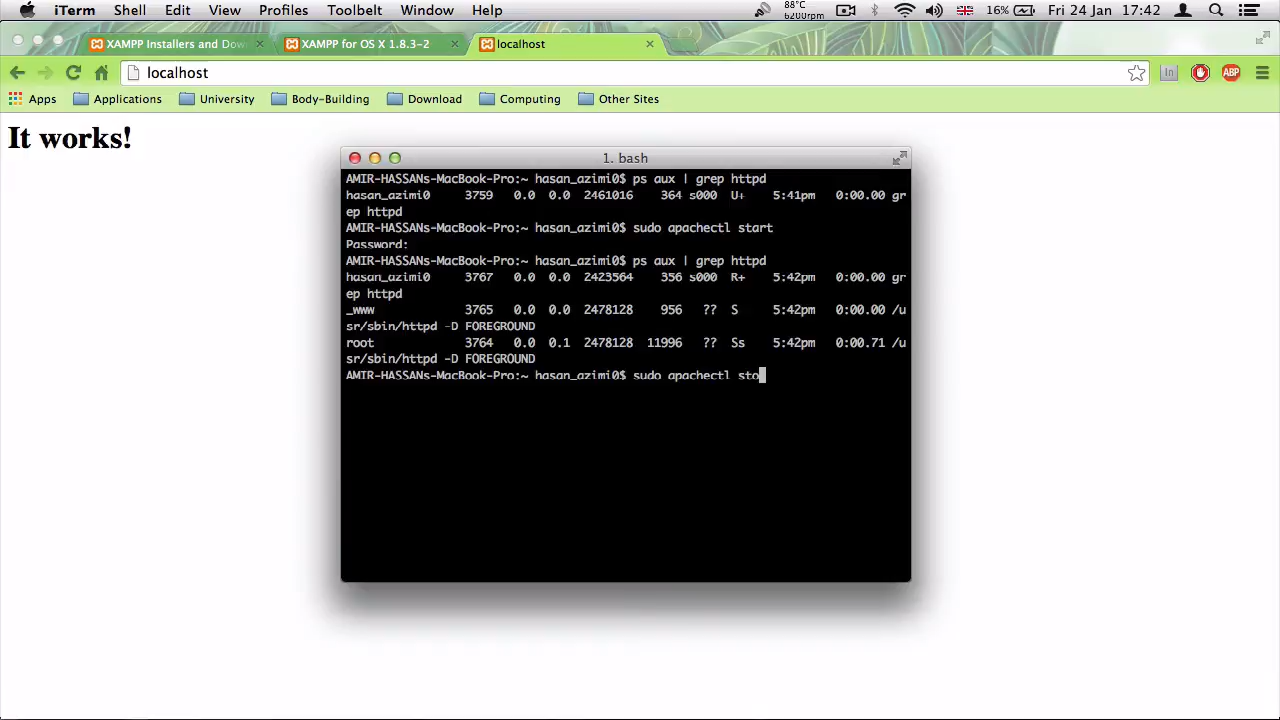 iTerm Shell Edit View Profiles Toolbelt Window Help 88°C 6200rpm 16% Fri 24 Jan 17:42
XAMPP Installers and Dow XAMPP for OS X 1.8.3-2 localhost
localhost In ABP
Apps Applications University Body-Building Download Computing Other Sites
It works!
1. bash
AMIR-HASSANs-MacBook-Pro:~ hasan_azimi0$ ps aux | grep httpd
hasan_azimi0 3759 0.0 0.0 2461016 364 s000 U+ 5:41pm 0:00.00 gr
ep httpd
AMIR-HASSANs-MacBook-Pro:~ hasan_azimi0$ sudo apachectl start
Password:
AMIR-HASSANs-MacBook-Pro:~ hasan_azimi0$ ps aux | grep httpd
hasan_azimi0 3767 0.0 0.0 2423564 356 s000 R+ 5:42pm 0:00.00 gr
ep httpd
_www 3765 0.0 0.0 2478128 956 ?? S 5:42pm 0:00.00 /u
sr/sbin/httpd -D FOREGROUND
root 3764 0.0 0.1 2478128 11996 ?? Ss 5:42pm 0:00.71 /u
sr/sbin/httpd -D FOREGROUND
AMIR-HASSANs-MacBook-Pro:~ hasan_azimi0$ sudo apachectl sto